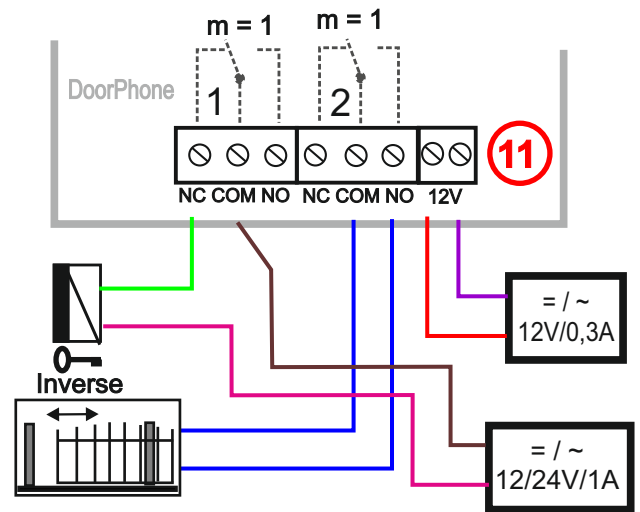 m = 1
m = 1
DoorPhone
1
2
11
NC COM NO NC COM NO 12V
= / ~
12V/0,3A
Inverse
= / ~
12/24V/1A